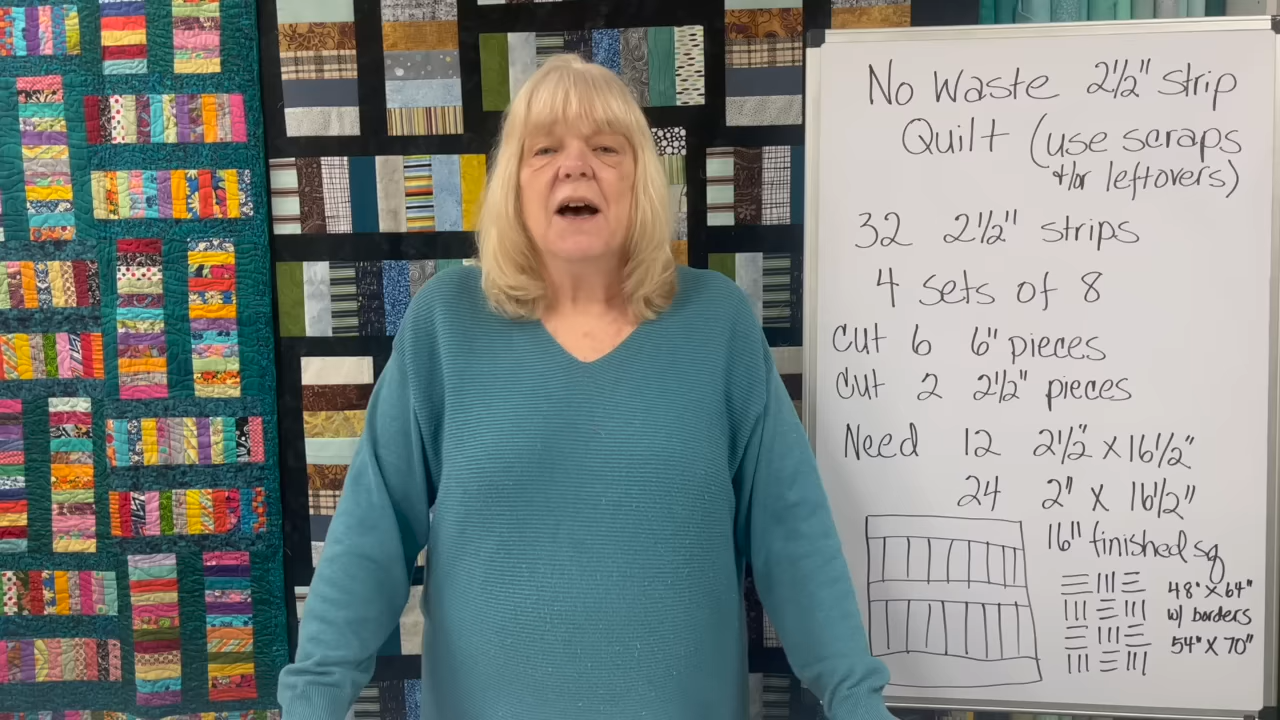 No Waste 2½" strip
Quilt (use scraps
+/or leftovers)
32 2½" strips
4 sets of 8
Cut 6 6" pieces
Cut 2 2½" pieces
Need 12 2½" x 16½"
24 2" x 16½"
16" finished sq
48" x 64"
w/ borders
54" x 70"